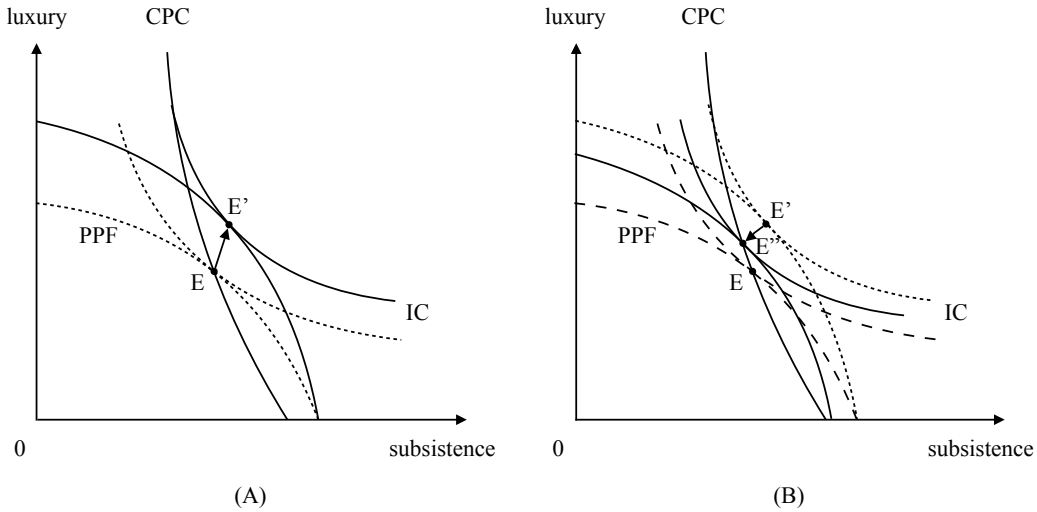 luxury
CPC
E’
PPF
E
IC
0
subsistence
(A)
luxury
CPC
E’
PPF
E’’
E
IC
0
subsistence
(B)